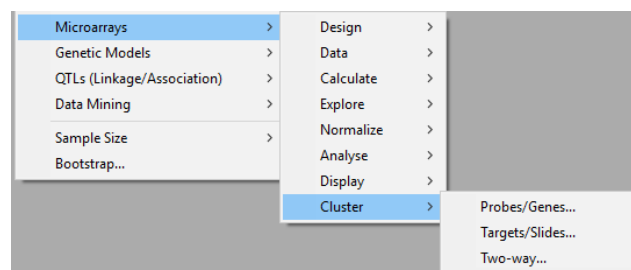 Microarrays
Genetic Models
QTLs (Linkage/Association)
Data Mining
Sample Size
Bootstrap...
Design
Data
Calculate
Explore
Normalize
Analyse
Display
Cluster
Probes/Genes...
Targets/Slides...
Two-way...